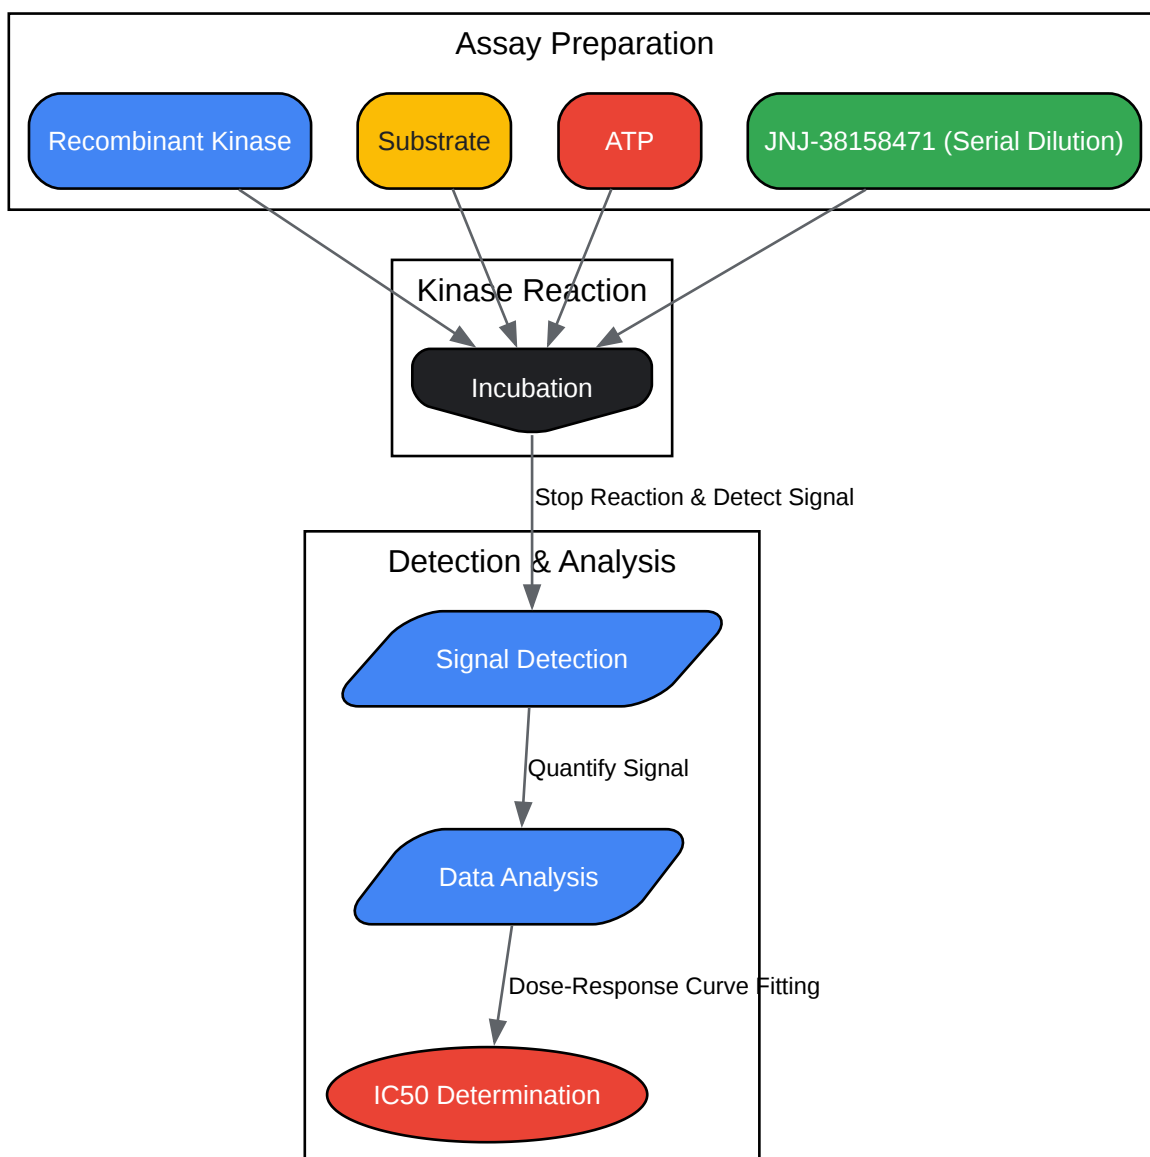 Assay Preparation
Recombinant Kinase
Substrate
ATP
JNJ-38158471 (Serial Dilution)
Kinase Reaction
Incubation
Stop Reaction & Detect Signal
Detection & Analysis
Signal Detection
Quantify Signal
Data Analysis
Dose-Response Curve Fitting
IC50 Determination